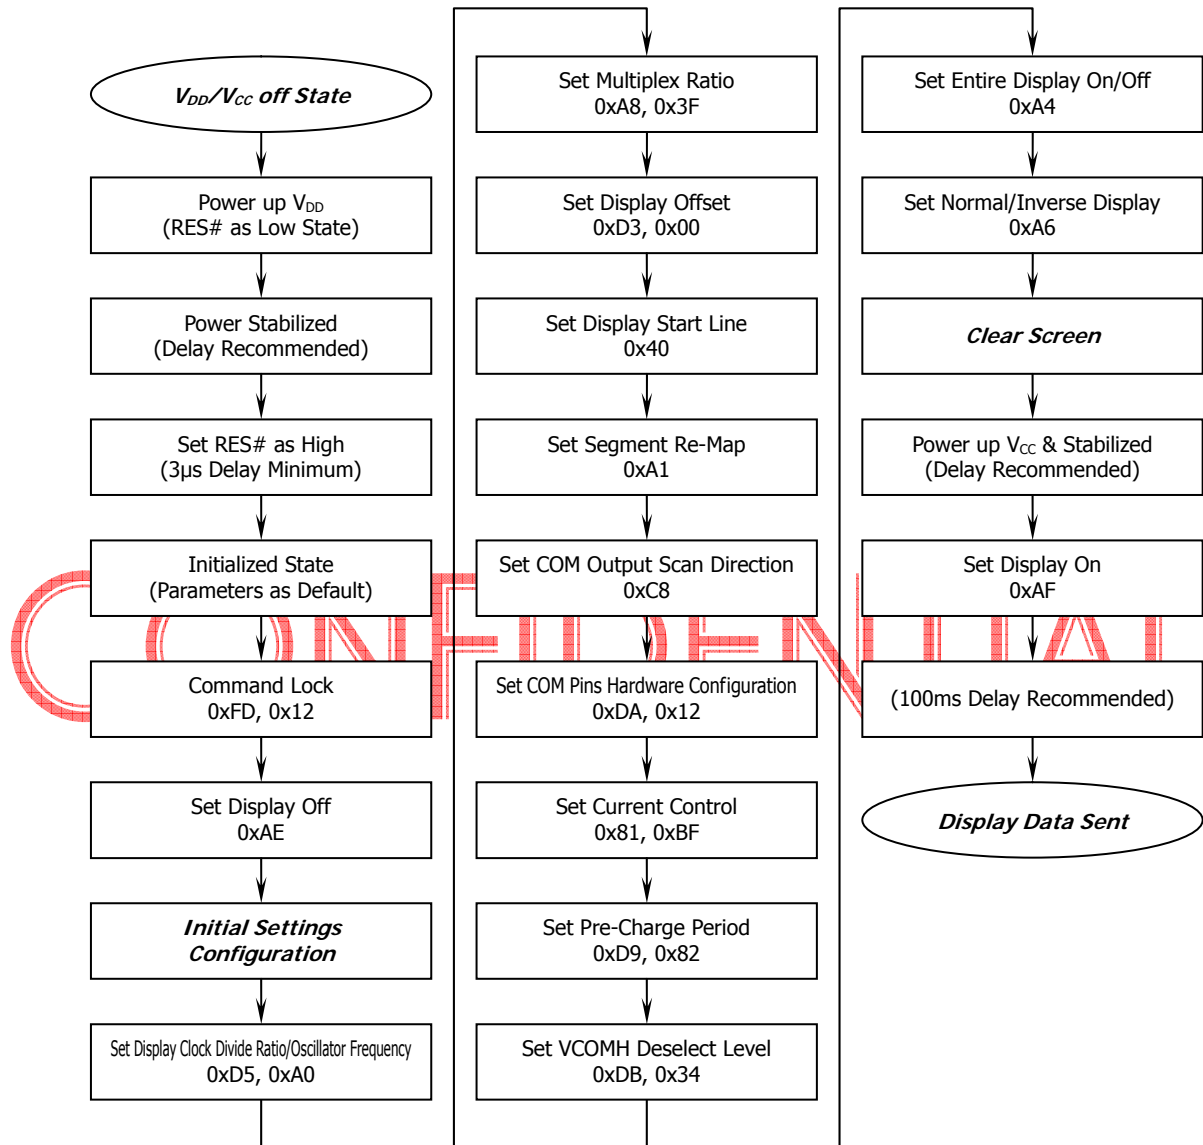 V_DD/V_CC off State
Power up V_DD
(RES# as Low State)
Power Stabilized
(Delay Recommended)
Set RES# as High
(3μs Delay Minimum)
Initialized State
(Parameters as Default)
Command Lock
0xFD, 0x12
Set Display Off
0xAE
Initial Settings
Configuration
Set Display Clock Divide Ratio/Oscillator Frequency
0xD5, 0xA0
Set Multiplex Ratio
0xA8, 0x3F
Set Display Offset
0xD3, 0x00
Set Display Start Line
0x40
Set Segment Re-Map
0xA1
Set COM Output Scan Direction
0xC8
Set COM Pins Hardware Configuration
0xDA, 0x12
Set Current Control
0x81, 0xBF
Set Pre-Charge Period
0xD9, 0x82
Set VCOMH Deselect Level
0xDB, 0x34
Set Entire Display On/Off
0xA4
Set Normal/Inverse Display
0xA6
Clear Screen
Power up V_CC & Stabilized
(Delay Recommended)
Set Display On
0xAF
(100ms Delay Recommended)
Display Data Sent
CONFIDENTIAL